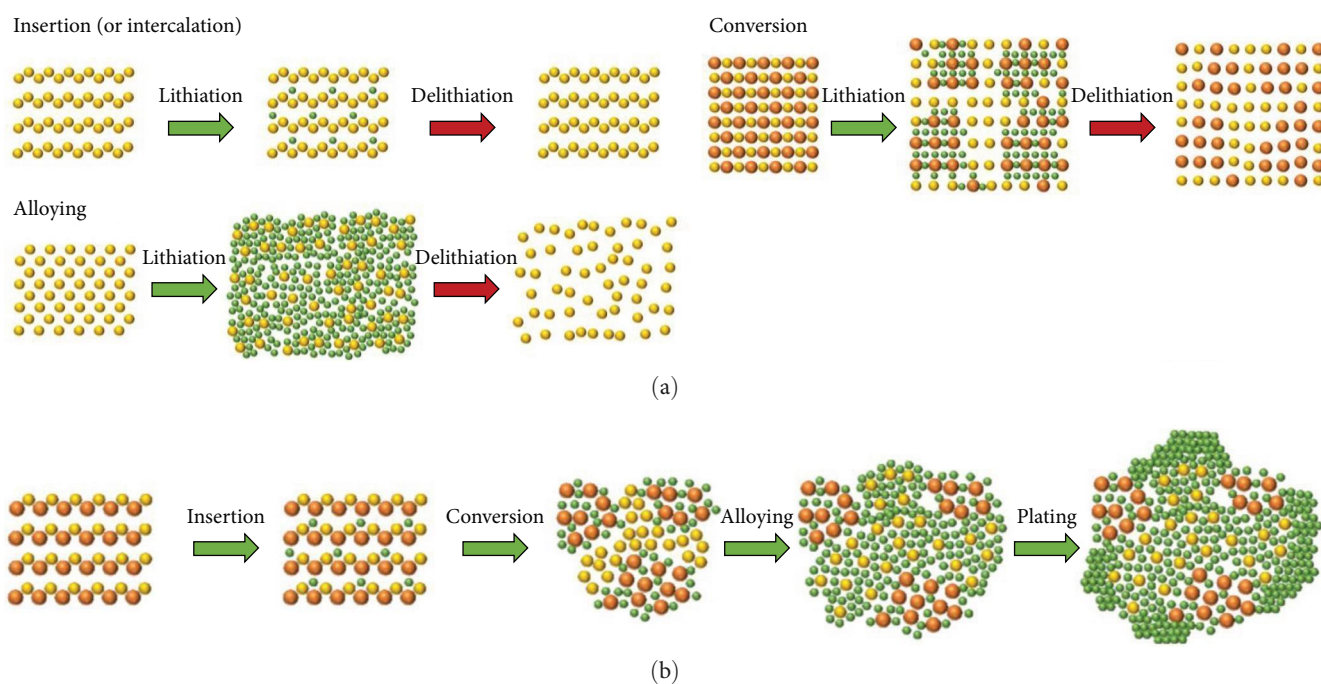 Insertion (or intercalation)
Lithiation
Delithiation
Conversion
Lithiation
Delithiation
Alloying
Lithiation
Delithiation
(a)
Insertion
Conversion
Alloying
Plating
(b)